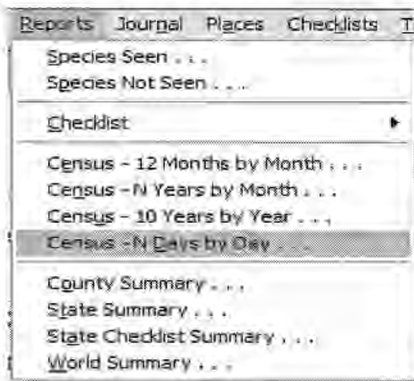 Reports Journal Places Checklists T
Species Seen . . .
Species Not Seen . . . .
Checklist
Census - 12 Months by Month . . .
Census - N Years by Month . . .
Census - 10 Years by Year . . .
Census - N Days by Day . . . .
County Summary . . .
State Summary . . .
State Checklist Summary . . .
World Summary . . .